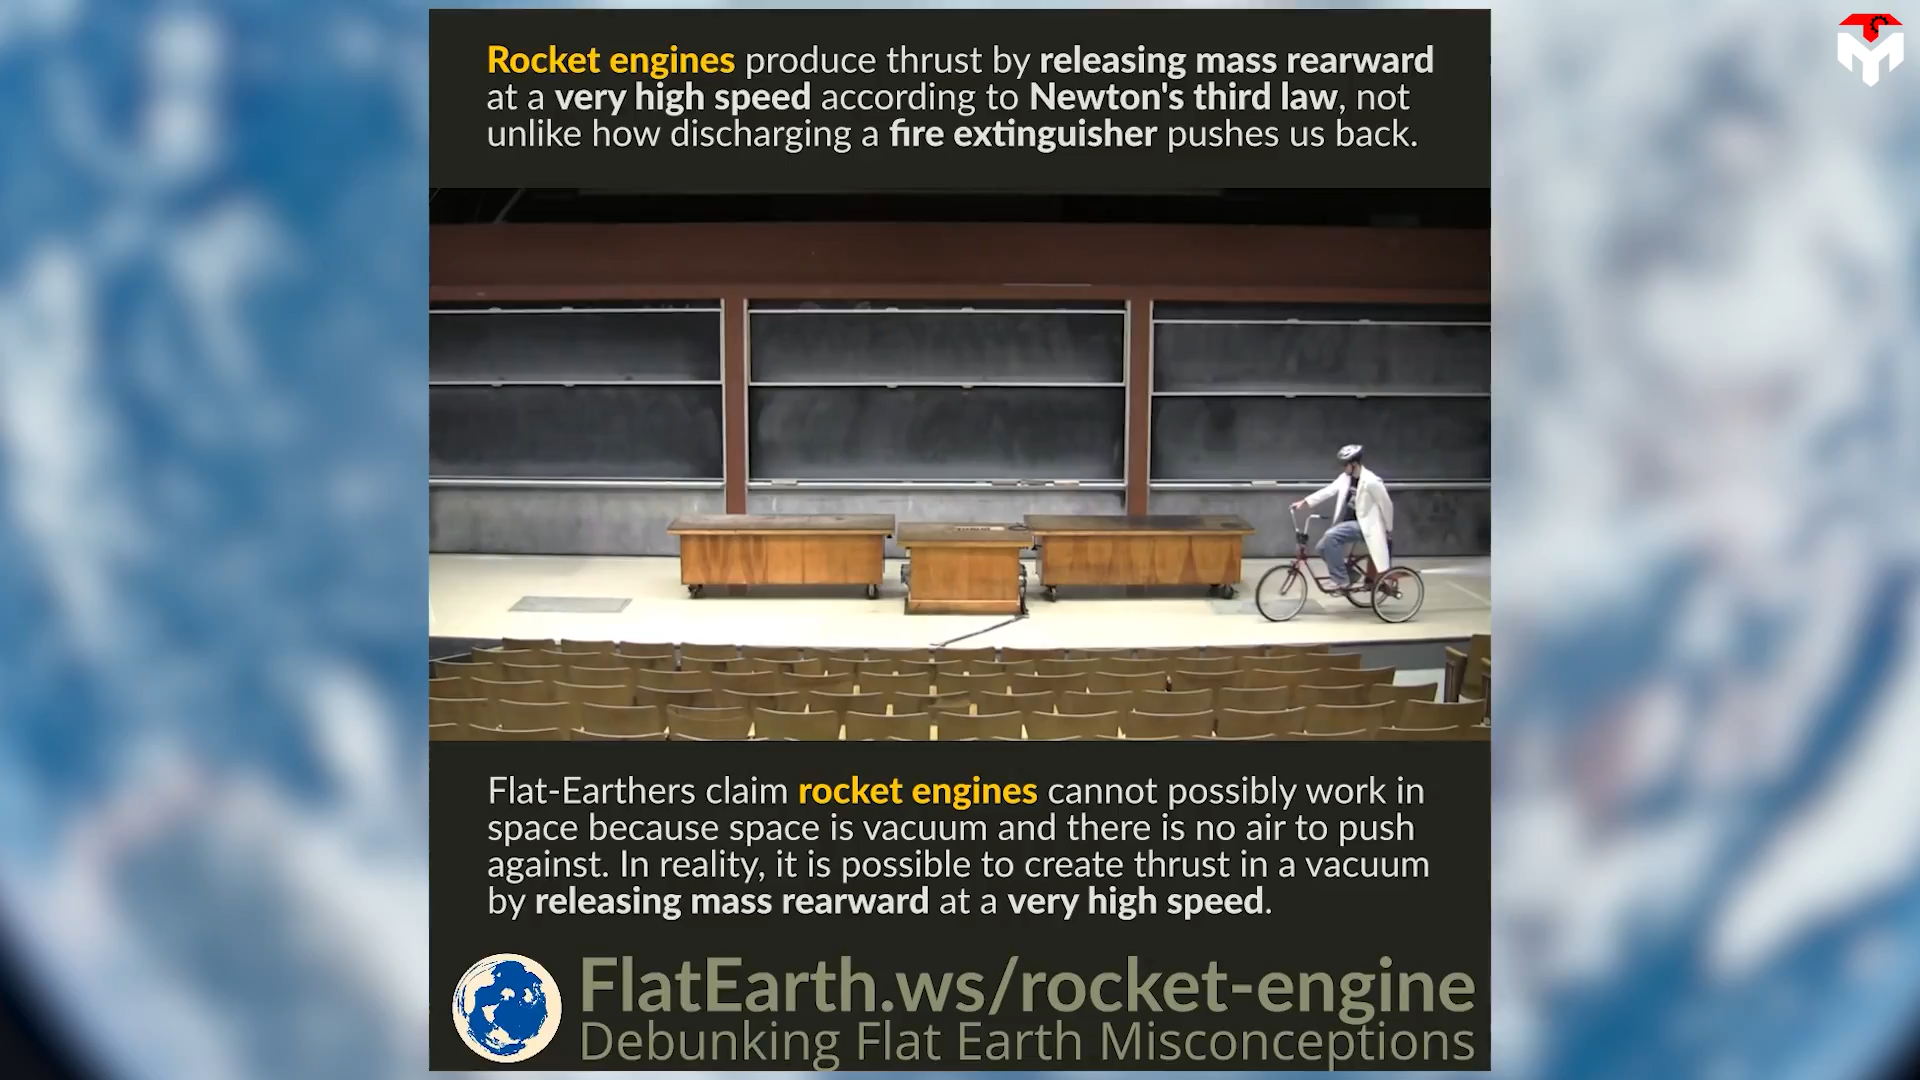 Rocket engines produce thrust by releasing mass rearward
at a very high speed according to Newton's third law, not
unlike how discharging a fire extinguisher pushes us back.
Flat-Earthers claim rocket engines cannot possibly work in
space because space is vacuum and there is no air to push
against. In reality, it is possible to create thrust in a vacuum
by releasing mass rearward at a very high speed.
FlatEarth.ws/rocket-engine
Debunking Flat Earth Misconceptions